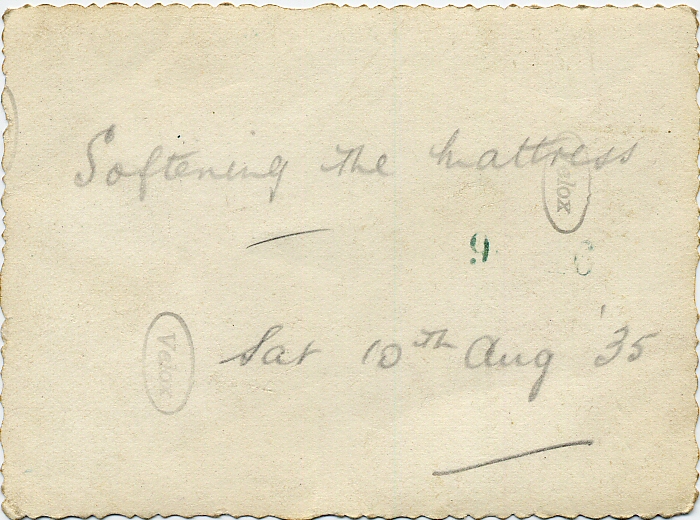 Softening the mattress
Velox
9
Velox
Sat 10th Aug '35